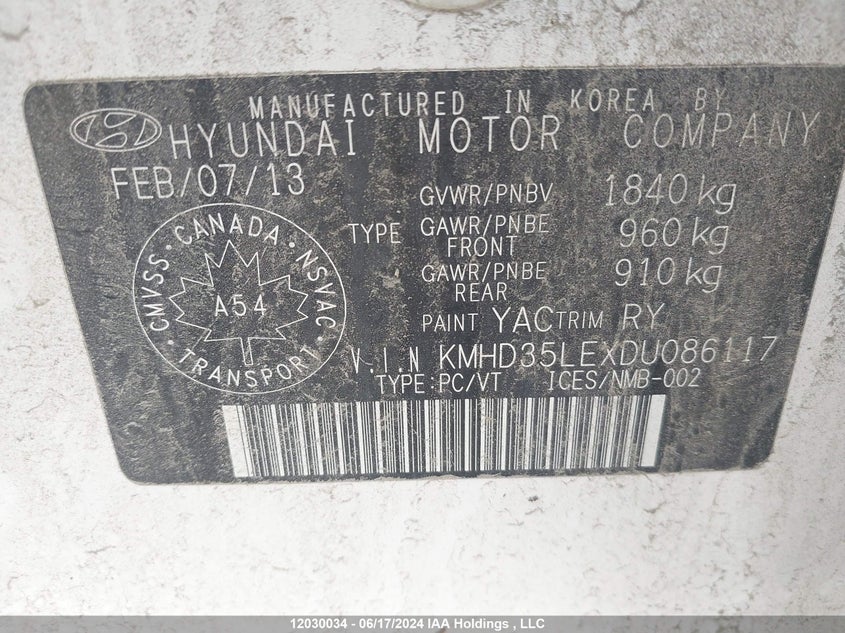 MANUFACTURED IN KOREA BY
HYUNDAI MOTOR COMPANY
FEB/07/13
GVWR/PNBV 1840 kg
TYPE GAWR/PNBE FRONT 960 kg
GAWR/PNBE REAR 910 kg
PAINT YAC TRIM RY
CMVSS · CANADA · NSVAC
A54
TRANSPORT
V.I.N KMHD35LEXDU086117
TYPE:PC/VT ICES/NMB-002
12030034 - 06/17/2024 IAA Holdings , LLC